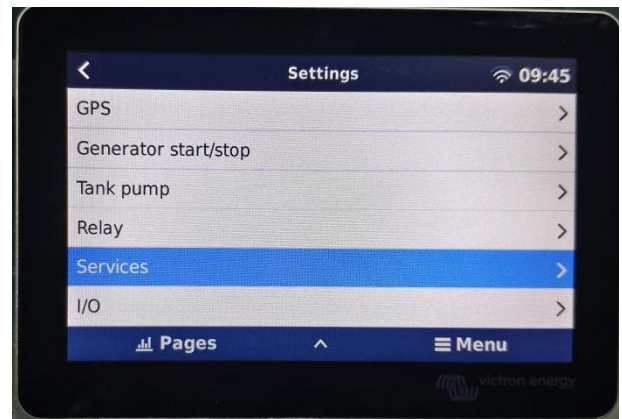 Settings 09:45
GPS
Generator start/stop
Tank pump
Relay
Services
I/O
Pages Menu
victron energy